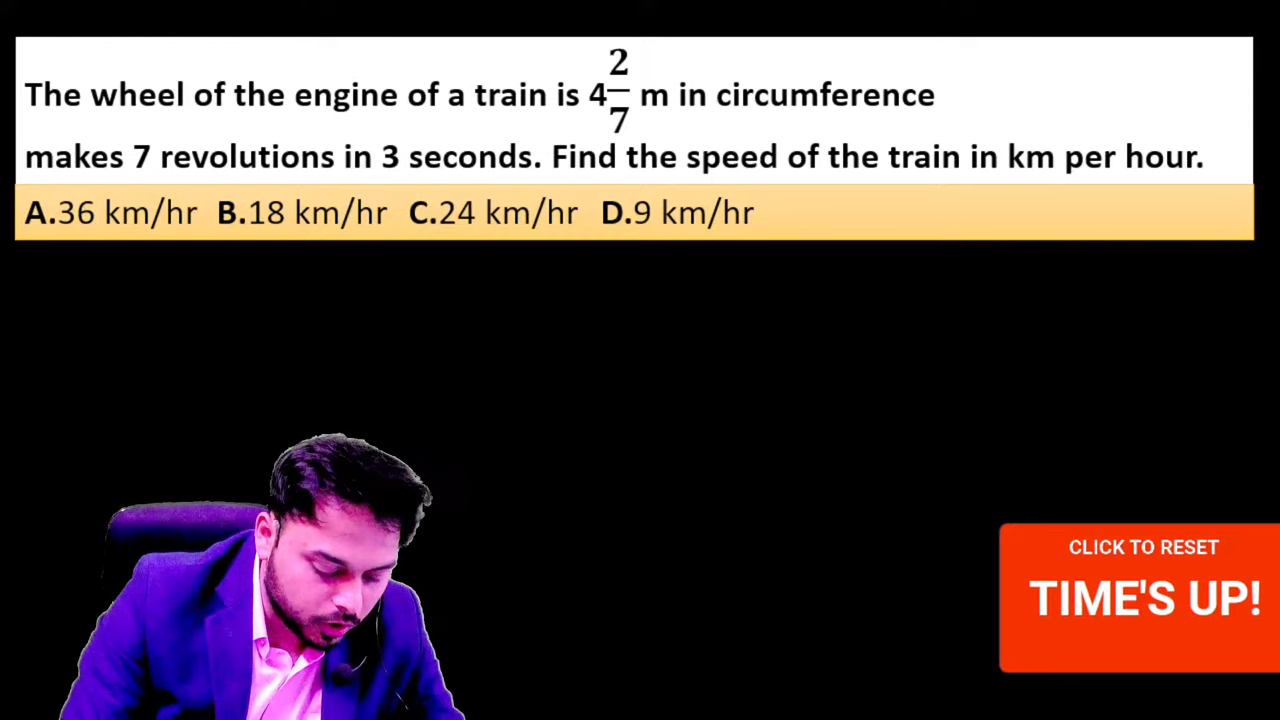 The wheel of the engine of a train is 4 2/7 m in circumference
makes 7 revolutions in 3 seconds. Find the speed of the train in km per hour.
A.36 km/hr B.18 km/hr C.24 km/hr D.9 km/hr
CLICK TO RESET
TIME'S UP!